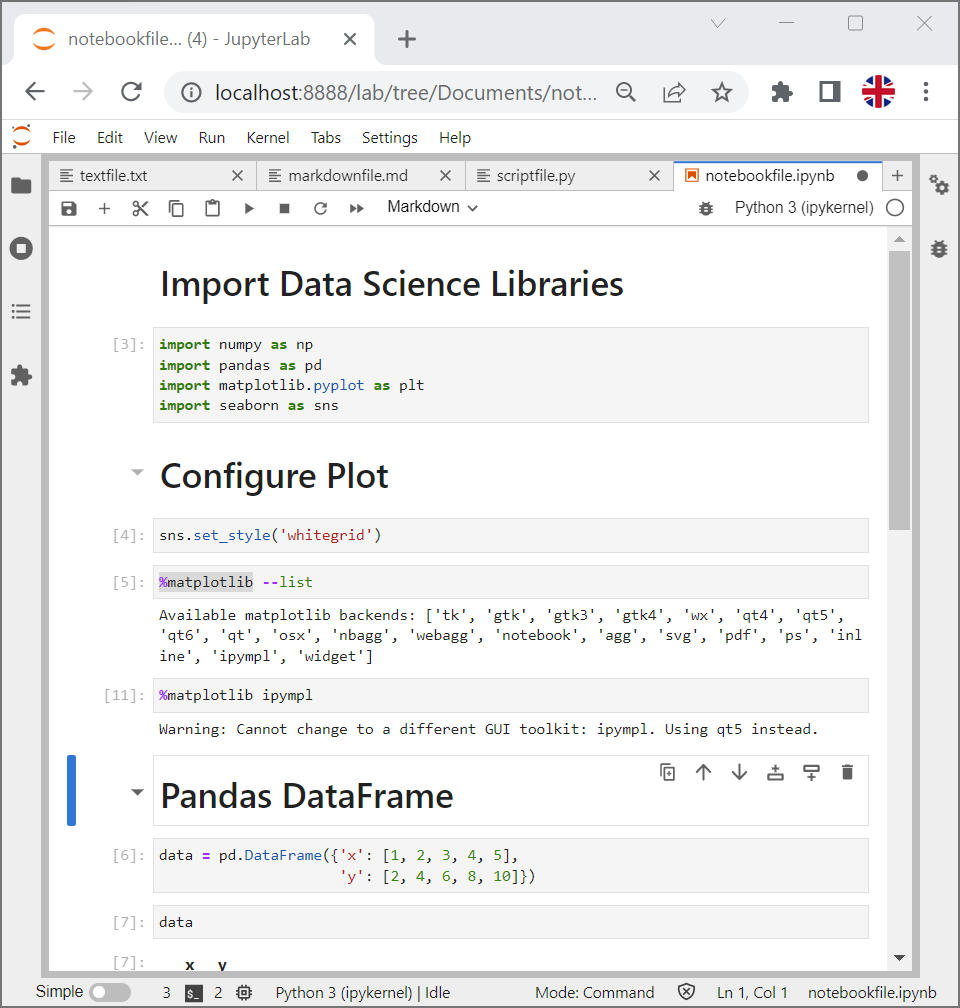 notebookfile... (4) - JupyterLab
localhost:8888/lab/tree/Documents/not...
File Edit View Run Kernel Tabs Settings Help
textfile.txt markdownfile.md scriptfile.py notebookfile.ipynb
Markdown Python 3 (ipykernel)
Import Data Science Libraries
[3]: import numpy as np
import pandas as pd
import matplotlib.pyplot as plt
import seaborn as sns
Configure Plot
[4]: sns.set_style('whitegrid')
[5]: %matplotlib --list
Available matplotlib backends: ['tk', 'gtk', 'gtk3', 'gtk4', 'wx', 'qt4', 'qt5',
'qt6', 'qt', 'osx', 'nbagg', 'webagg', 'notebook', 'agg', 'svg', 'pdf', 'ps', 'inl
ine', 'ipympl', 'widget']
[11]: %matplotlib ipympl
Warning: Cannot change to a different GUI toolkit: ipympl. Using qt5 instead.
Pandas DataFrame
[6]: data = pd.DataFrame({'x': [1, 2, 3, 4, 5],
'y': [2, 4, 6, 8, 10]})
[7]: data
[7]: x y
Simple 3 $_ 2 Python 3 (ipykernel) | Idle Mode: Command Ln 1, Col 1 notebookfile.ipynb